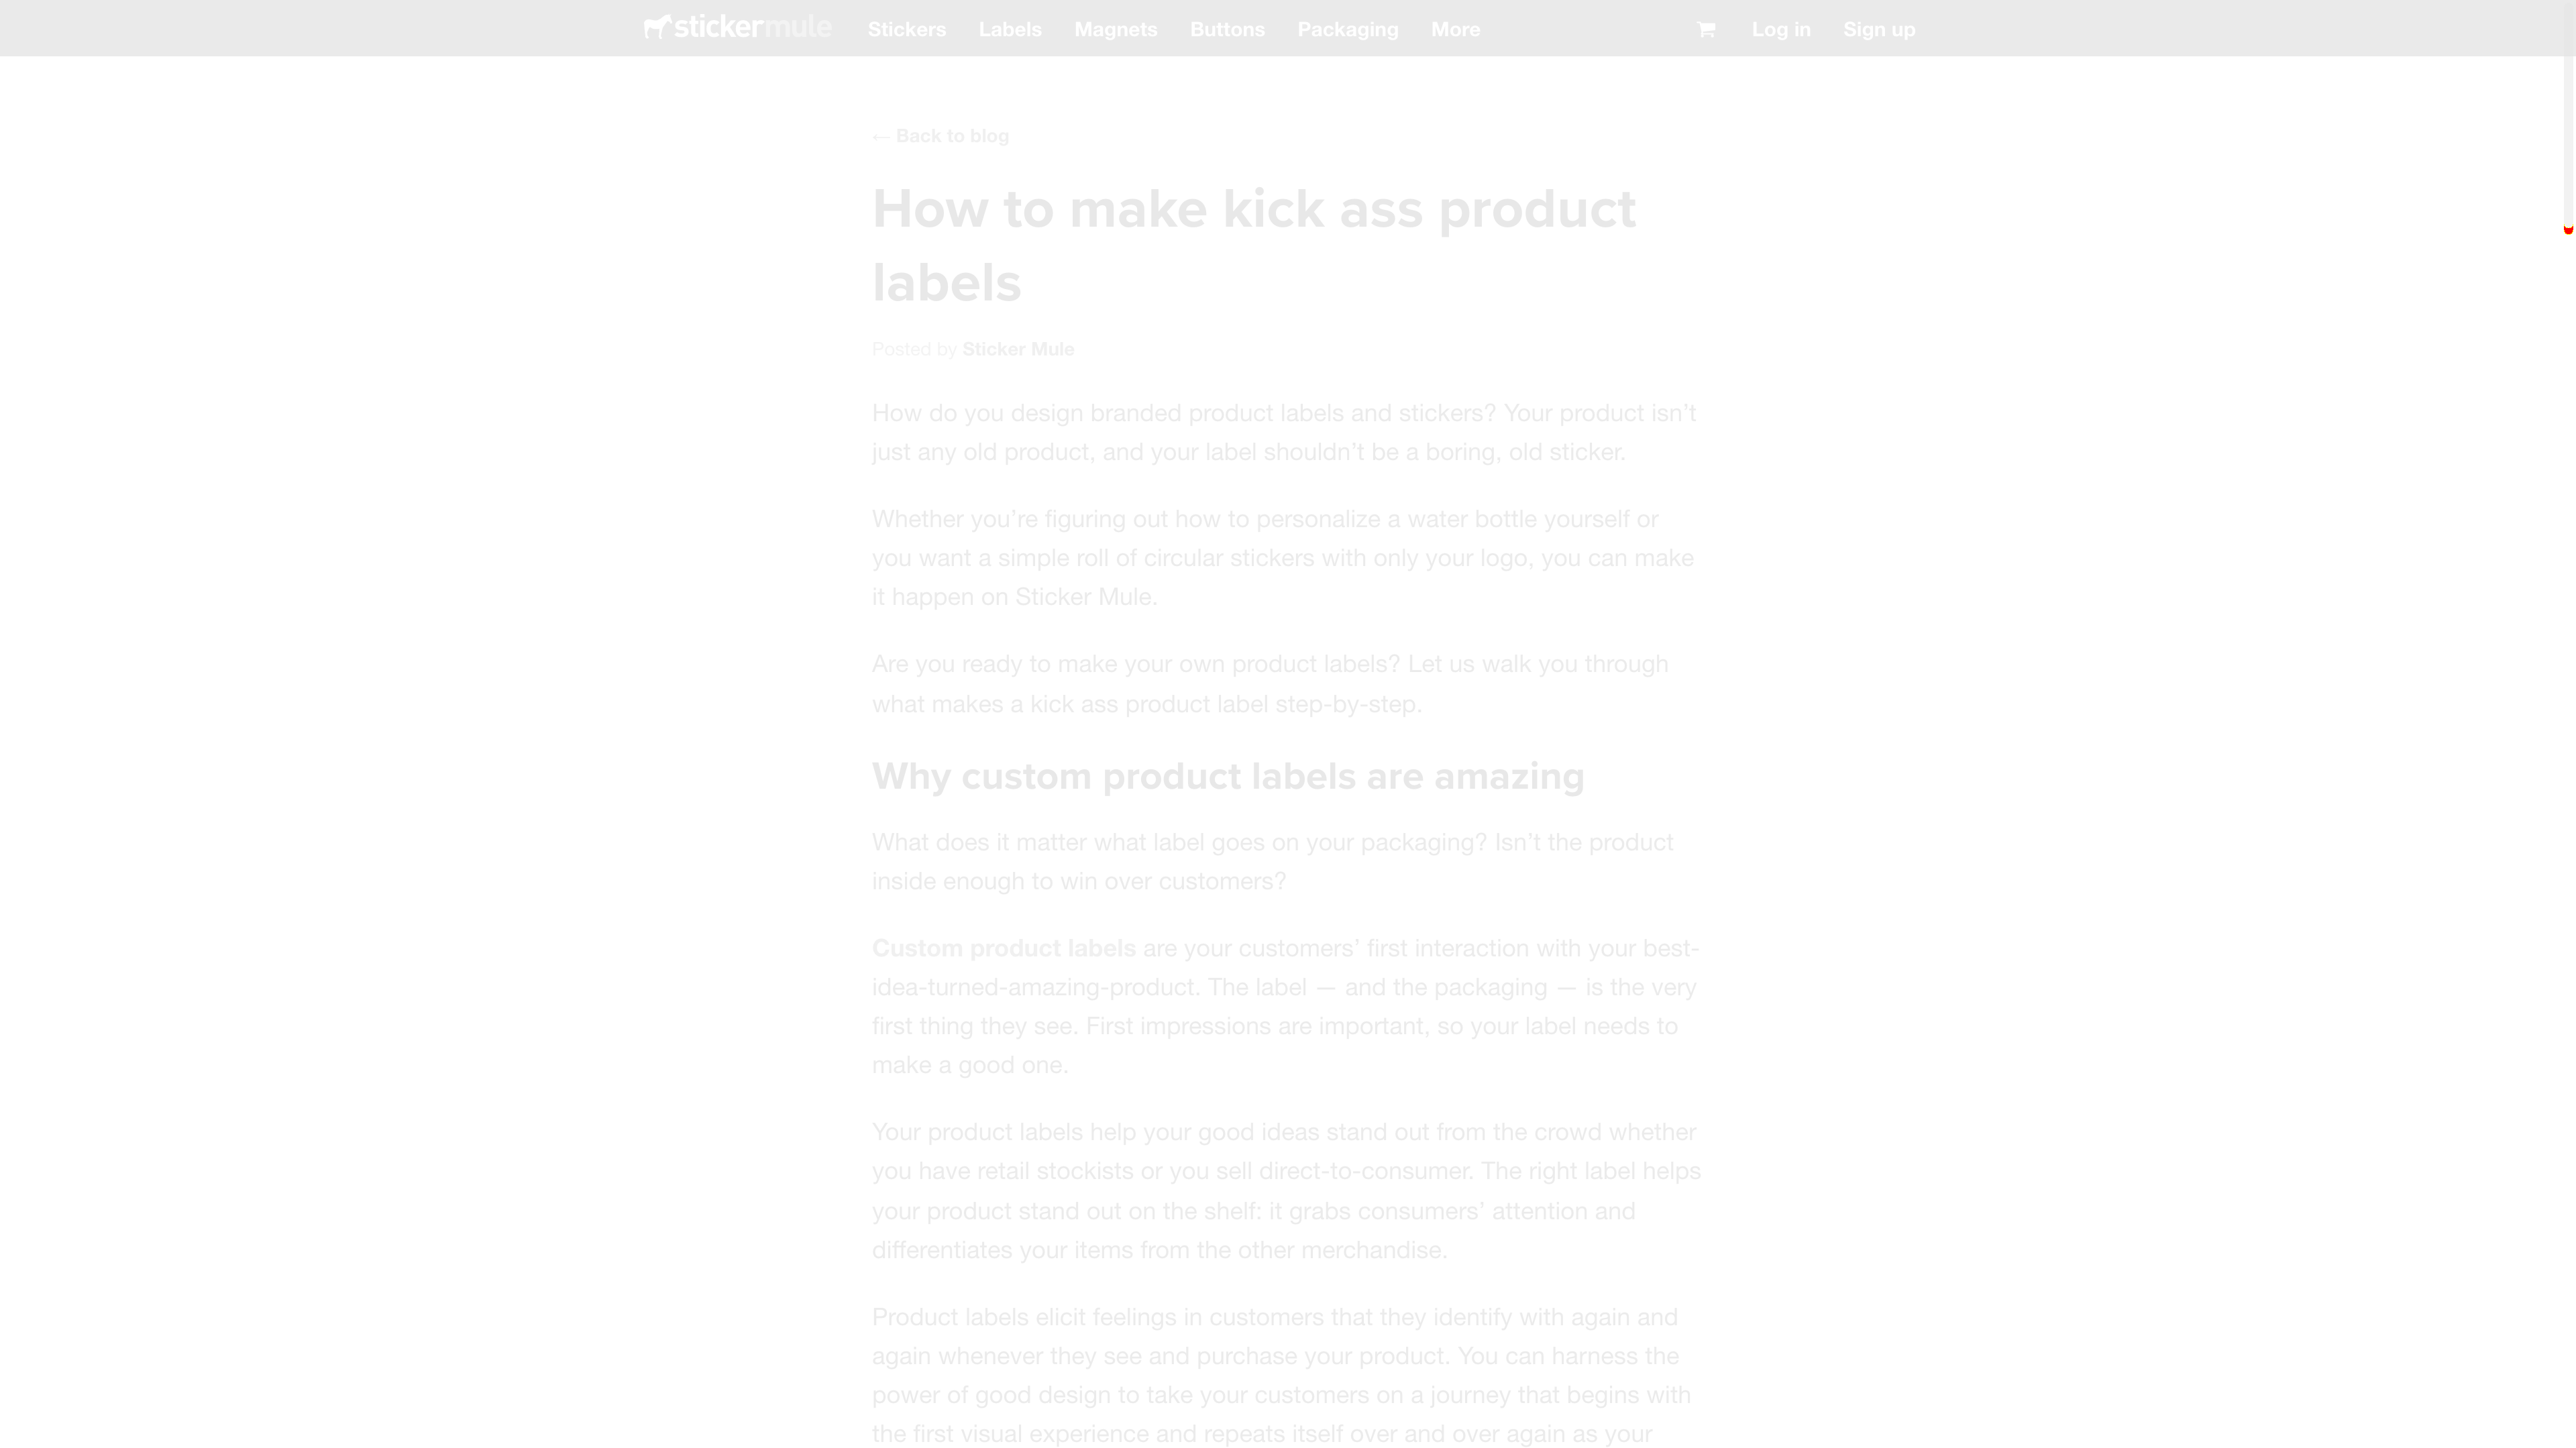 stickermule Stickers Labels Magnets Buttons Packaging More Log in Sign up
← Back to blog
How to make kick ass product
labels
Posted by Sticker Mule
How do you design branded product labels and stickers? Your product isn’t
just any old product, and your label shouldn’t be a boring, old sticker.
Whether you’re figuring out how to personalize a water bottle yourself or
you want a simple roll of circular stickers with only your logo, you can make
it happen on Sticker Mule.
Are you ready to make your own product labels? Let us walk you through
what makes a kick ass product label step-by-step.
Why custom product labels are amazing
What does it matter what label goes on your packaging? Isn’t the product
inside enough to win over customers?
Custom product labels are your customers’ first interaction with your best-
idea-turned-amazing-product. The label — and the packaging — is the very
first thing they see. First impressions are important, so your label needs to
make a good one.
Your product labels help your good ideas stand out from the crowd whether
you have retail stockists or you sell direct-to-consumer. The right label helps
your product stand out on the shelf: it grabs consumers’ attention and
differentiates your items from the other merchandise.
Product labels elicit feelings in customers that they identify with again and
again whenever they see and purchase your product. You can harness the
power of good design to take your customers on a journey that begins with
the first visual experience and repeats itself over and over again as your